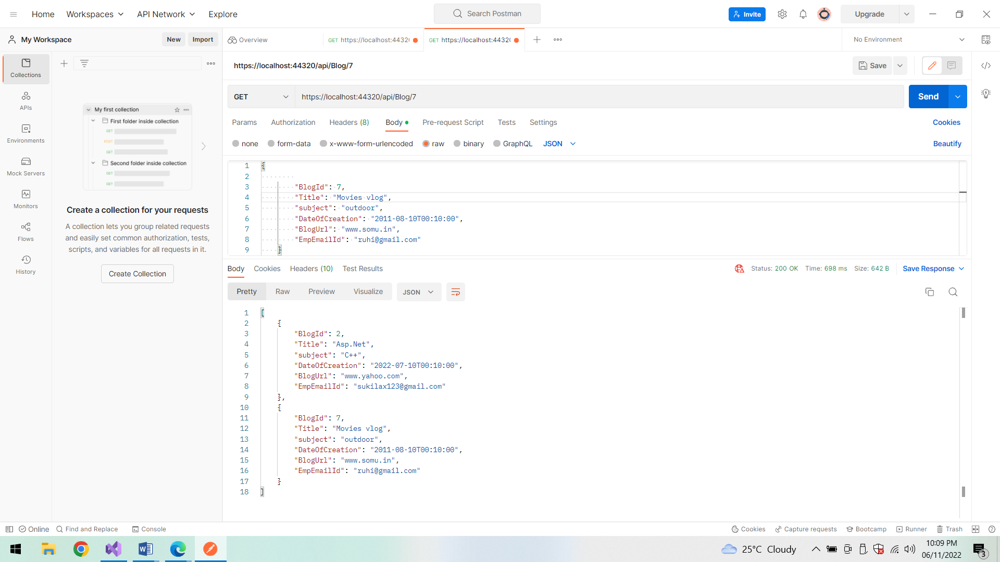 Home
Workspaces
API Network
Explore
Search Postman
Invite
Upgrade
My Workspace
New
Import
Overview
GET https://localhost:44320
GET https://localhost:44320
No Environment
Collections
APIs
Environments
Mock Servers
Monitors
Flows
History
My first collection
First folder inside collection
GET
POST
GET
Second folder inside collection
GET
GET
Create a collection for your requests
A collection lets you group related requests
and easily set common authorization, tests,
scripts, and variables for all requests in it.
Create Collection
https://localhost:44320/api/Blog/7
Save
GET
https://localhost:44320/api/Blog/7
Send
Params
Authorization
Headers (8)
Body
Pre-request Script
Tests
Settings
Cookies
none
form-data
x-www-form-urlencoded
raw
binary
GraphQL
JSON
Beautify
1 {
2
3 "BlogId": 7,
4 "Title": "Movies vlog",
5 "subject": "outdoor",
6 "DateOfCreation": "2011-08-10T00:10:00",
7 "BlogUrl": "www.somu.in",
8 "EmpEmailId": "ruhi@gmail.com"
9 }
Body
Cookies
Headers (10)
Test Results
Status: 200 OK
Time: 698 ms
Size: 642 B
Save Response
Pretty
Raw
Preview
Visualize
JSON
1 [
2 {
3 "BlogId": 2,
4 "Title": "Asp.Net",
5 "subject": "C++",
6 "DateOfCreation": "2022-07-10T00:10:00",
7 "BlogUrl": "www.yahoo.com",
8 "EmpEmailId": "sukilax123@gmail.com"
9 },
10 {
11 "BlogId": 7,
12 "Title": "Movies vlog",
13 "subject": "outdoor",
14 "DateOfCreation": "2011-08-10T00:10:00",
15 "BlogUrl": "www.somu.in",
16 "EmpEmailId": "ruhi@gmail.com"
17 }
18 ]
Online
Find and Replace
Console
Cookies
Capture requests
Bootcamp
Runner
Trash
25°C Cloudy
10:09 PM
06/11/2022
3